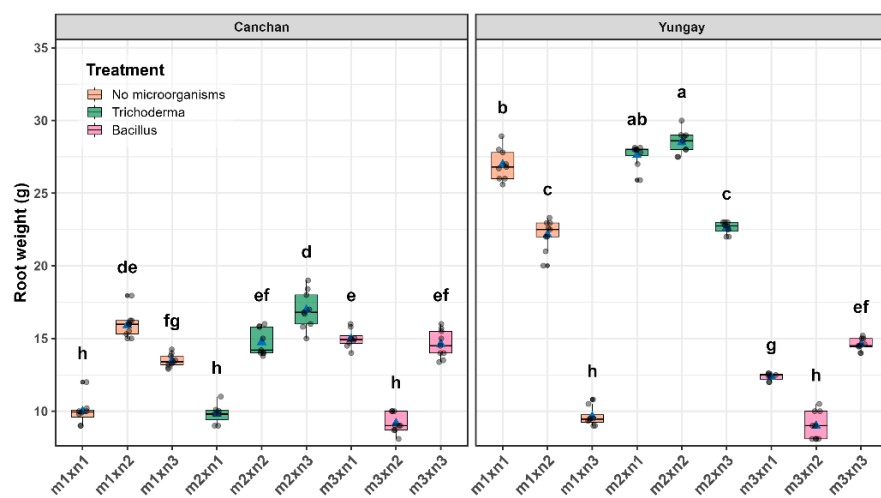 Canchan
Yungay
Root weight (g)
35
30
25
20
15
10
Treatment
No microorganisms
Trichoderma
Bacillus
h
de
fg
h
ef
d
e
h
ef
b
c
h
ab
a
c
g
h
ef
m1xn1
m1xn2
m1xn3
m2xn1
m2xn2
m2xn3
m3xn1
m3xn2
m3xn3
m1xn1
m1xn2
m1xn3
m2xn1
m2xn2
m2xn3
m3xn1
m3xn2
m3xn3